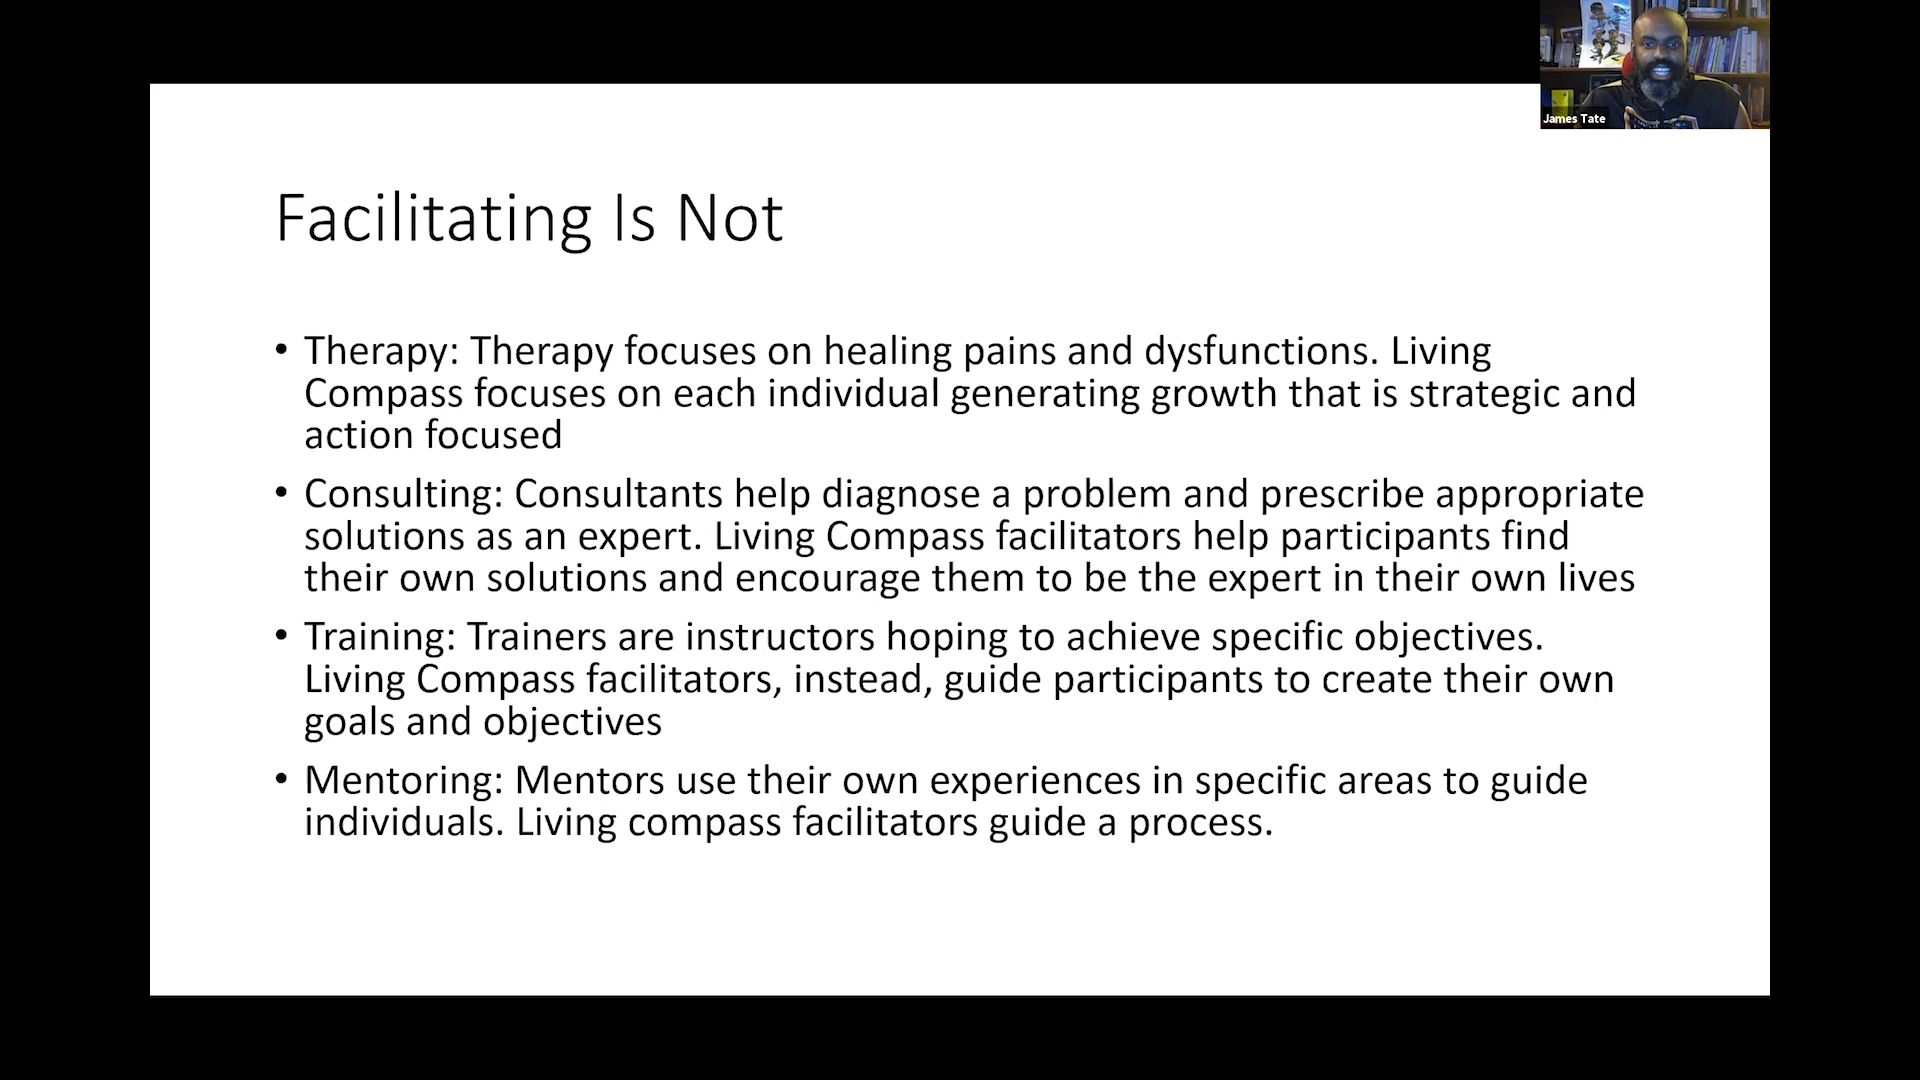 James Tate
Facilitating Is Not
• Therapy: Therapy focuses on healing pains and dysfunctions. Living
Compass focuses on each individual generating growth that is strategic and
action focused
• Consulting: Consultants help diagnose a problem and prescribe appropriate
solutions as an expert. Living Compass facilitators help participants find
their own solutions and encourage them to be the expert in their own lives
• Training: Trainers are instructors hoping to achieve specific objectives.
Living Compass facilitators, instead, guide participants to create their own
goals and objectives
• Mentoring: Mentors use their own experiences in specific areas to guide
individuals. Living compass facilitators guide a process.